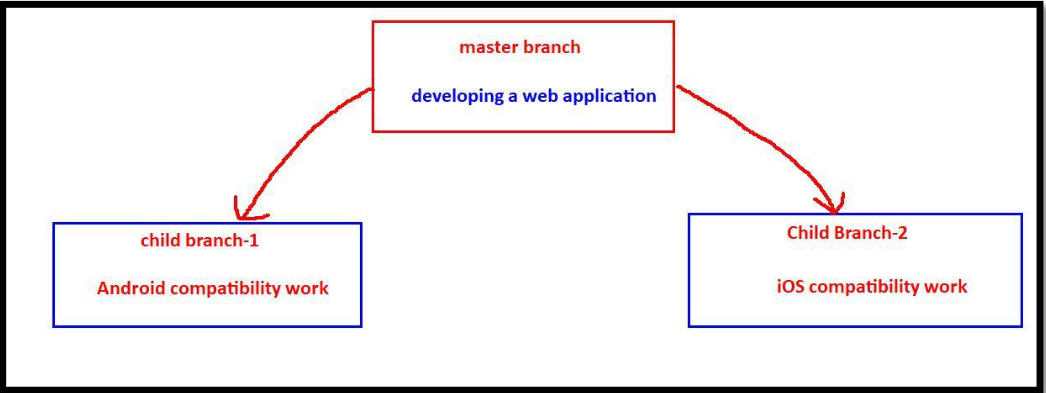 master branch
developing a web application
child branch-1
Android compatibility work
Child Branch-2
iOS compatibility work